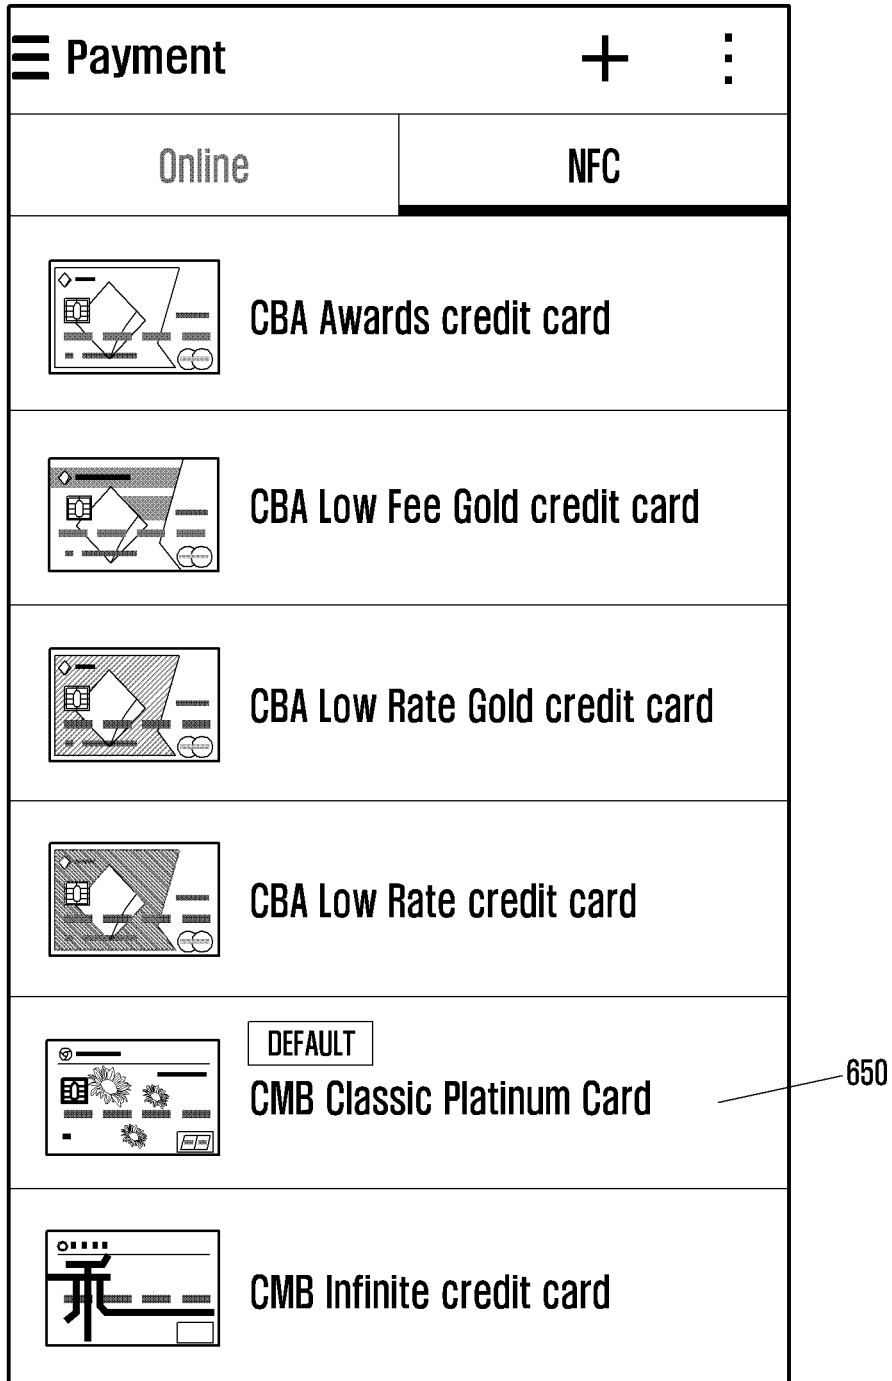 Payment
Online
NFC
CBA Awards credit card
CBA Low Fee Gold credit card
CBA Low Rate Gold credit card
CBA Low Rate credit card
DEFAULT
CMB Classic Platinum Card
650
CMB Infinite credit card